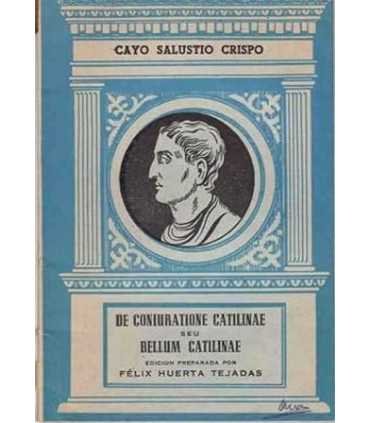 CAYO SALUSTIO CRISPO
DE CONIURATIONE CATILINAE
SEU
BELLUM CATILINAE
EDICION PREPARADA POR
FÉLIX HUERTA TEJADAS